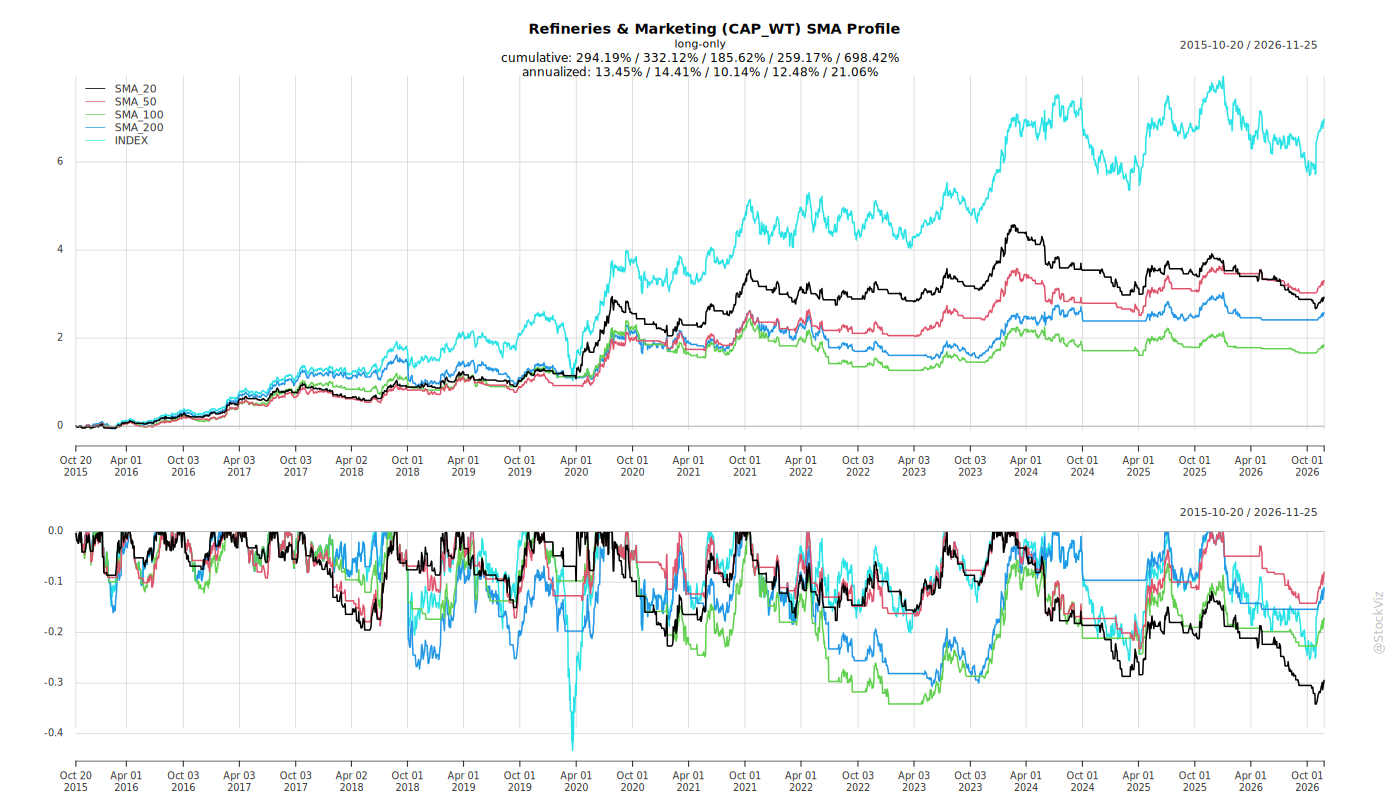 Refineries & Marketing (CAP_WT) SMA Profile
long-only
cumulative: 294.19% / 332.12% / 185.62% / 259.17% / 698.42%
annualized: 13.45% / 14.41% / 10.14% / 12.48% / 21.06%
2015-10-20 / 2026-11-25
SMA_20
SMA_50
SMA_100
SMA_200
INDEX
6
4
2
0
Oct 20 Apr 01 Oct 03 Apr 03 Oct 03 Apr 02 Oct 01 Apr 01 Oct 01 Apr 01 Oct 01 Apr 01 Oct 01 Apr 01 Oct 03 Apr 03 Oct 03 Apr 01 Oct 01 Apr 01 Oct 01 Apr 01 Oct 01
2015 2016 2016 2017 2017 2018 2018 2019 2019 2020 2020 2021 2021 2022 2022 2023 2023 2024 2024 2025 2025 2026 2026
2015-10-20 / 2026-11-25
0.0
-0.1
-0.2
-0.3
-0.4
Oct 20 Apr 01 Oct 03 Apr 03 Oct 03 Apr 02 Oct 01 Apr 01 Oct 01 Apr 01 Oct 01 Apr 01 Oct 01 Apr 01 Oct 03 Apr 03 Oct 03 Apr 01 Oct 01 Apr 01 Oct 01 Apr 01 Oct 01
2015 2016 2016 2017 2017 2018 2018 2019 2019 2020 2020 2021 2021 2022 2022 2023 2023 2024 2024 2025 2025 2026 2026
@StockViz